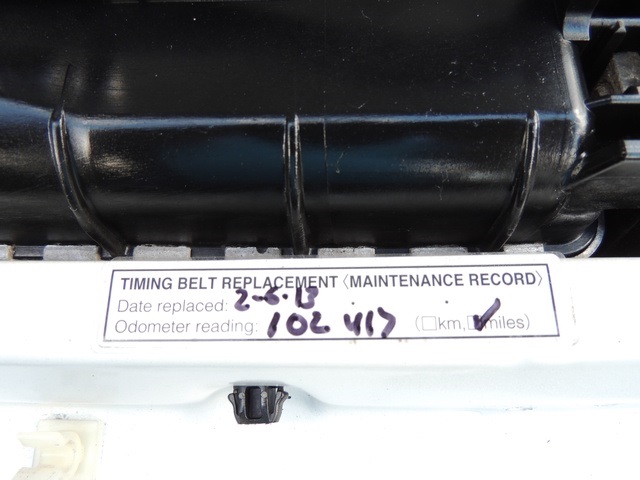 TIMING BELT REPLACEMENT 〈MAINTENANCE RECORD〉
Date replaced: 2-6-13
Odometer reading: 102 417 (□km, ☑miles)